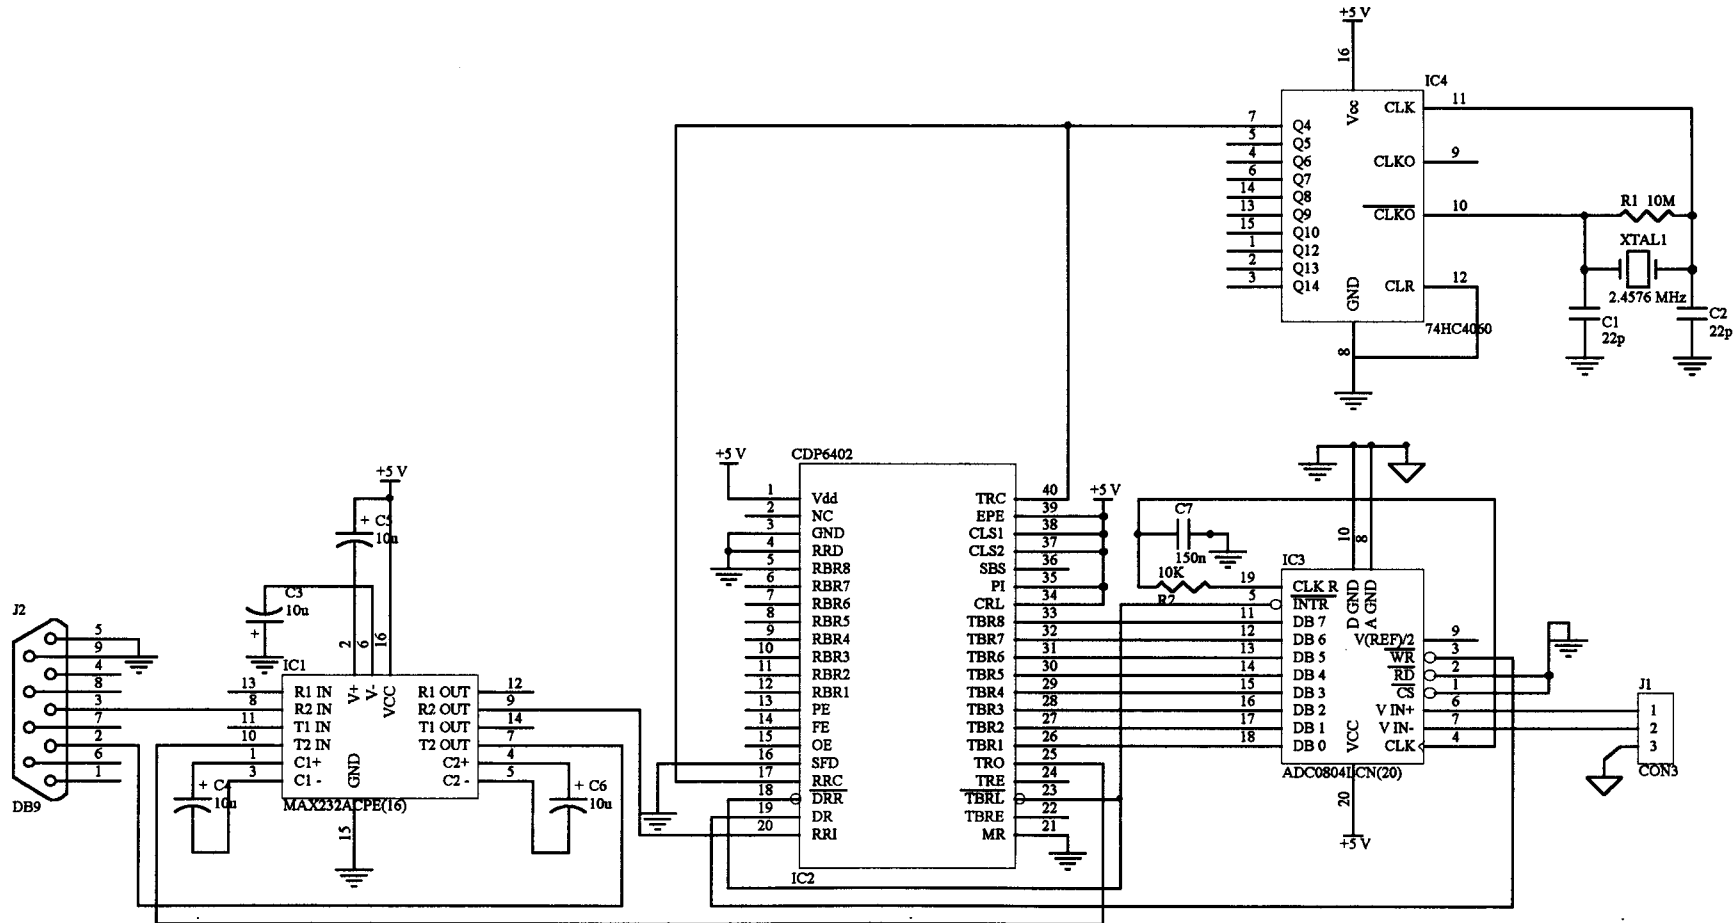 +5 V
16
IC4
Vcc
CLK 11
7 Q4
5 Q5
4 Q6
CLKO 9
6 Q7
14 Q8
13 Q9
CLKO 10
R1 10M
15 Q10
1 Q12
XTAL1
2 Q13
3 Q14
GND
CLR 12
2.4576 MHz
C1
22p
C2
22p
74HC4060
8
+5 V
CDP6402
1 Vdd
2 NC
3 GND
4 RRD
5 RBR8
6 RBR7
7 RBR6
8 RBR5
9 RBR4
10 RBR3
11 RBR2
12 RBR1
13 PE
14 FE
15 OE
16 SFD
17 RRC
18 DRR
19 DR
20 RRI
TRC 40
EPE 39
CLS1 38
CLS2 37
SBS 36
PI 35
CRL 34
TBR8 33
TBR7 32
TBR6 31
TBR5 30
TBR4 29
TBR3 28
TBR2 27
TBR1 26
TRO 25
TRE 24
TBRL 23
TBRE 22
MR 21
IC2
+5 V
C7
150n
10K
R2
IC3
10
8
D GND
A GND
19 CLK R
5 INTR
11 DB 7
12 DB 6
13 DB 5
14 DB 4
15 DB 3
16 DB 2
17 DB 1
18 DB 0
V(REF)/2 9
WR 3
RD 2
CS 1
V IN+ 6
V IN- 7
CLK 4
VCC
ADC0804LCN(20)
20
+5 V
J1
1
2
3
CON3
+5 V
+ C5
10u
C3
10u
+
2
6
16
IC1
V+
V-
VCC
13 R1 IN
8 R2 IN
11 T1 IN
10 T2 IN
1 C1+
3 C1 -
R1 OUT 12
R2 OUT 9
T1 OUT 14
T2 OUT 7
C2+ 4
C2 - 5
GND
MAX232ACPE(16)
15
+ C4
10u
+ C6
10u
J2
5
9
4
8
3
7
2
6
1
DB9